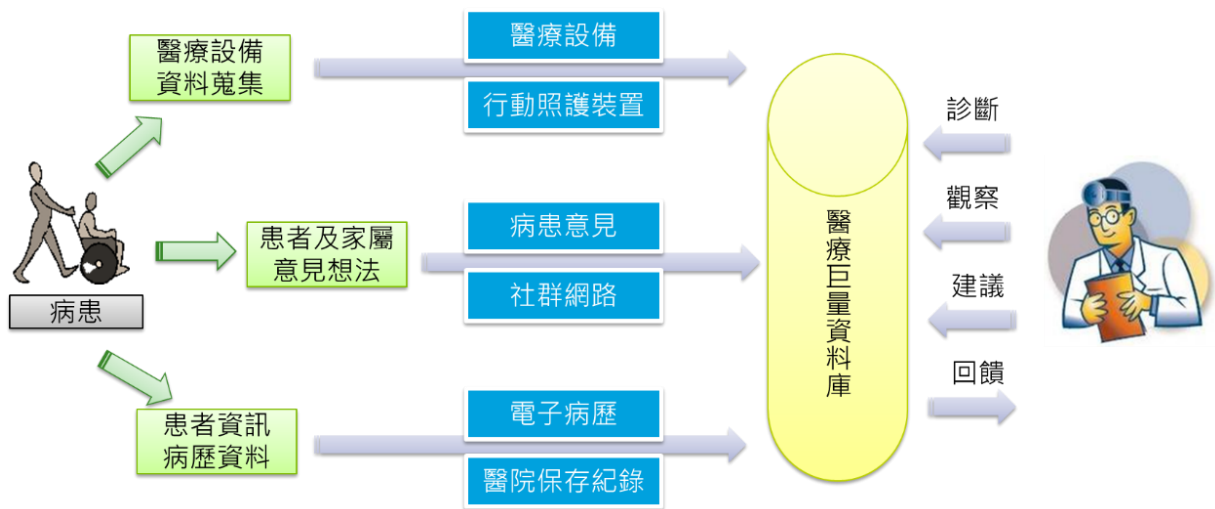 醫療設備
資料蒐集
醫療設備
行動照護裝置
病患
患者及家屬
意見想法
病患意見
社群網路
患者資訊
病歷資料
電子病歷
醫院保存紀錄
醫療巨量資料庫
診斷
觀察
建議
回饋